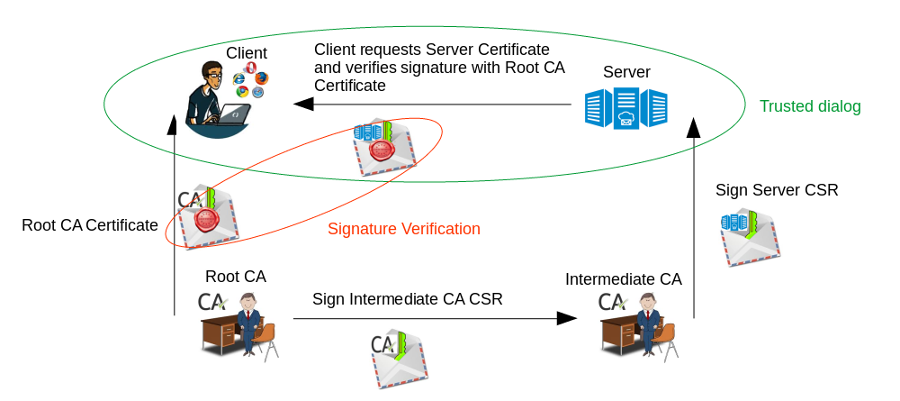 Client
Client requests Server Certificate
and verifies signature with Root CA
Certificate
Server
Trusted dialog
CA
Sign Server CSR
Root CA Certificate
Signature Verification
Root CA
Intermediate CA
CA
Sign Intermediate CA CSR
CA
CA